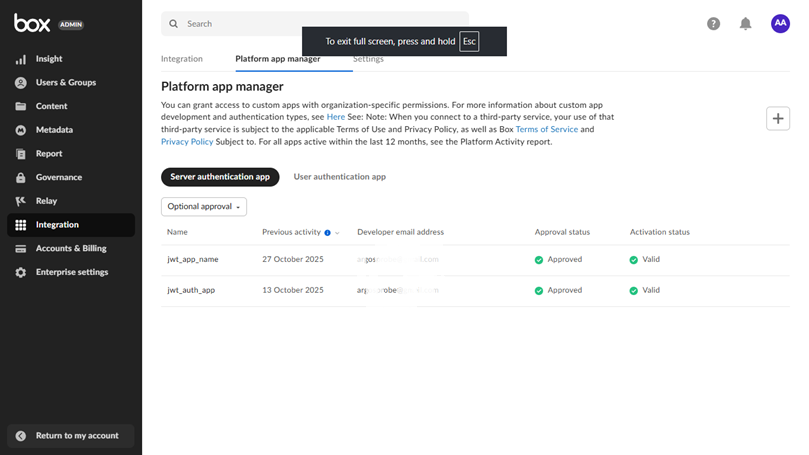 box ADMIN
Search
To exit full screen, press and hold Esc
AA
Insight
Users & Groups
Content
Metadata
Report
Governance
Relay
Integration
Accounts & Billing
Enterprise settings
Return to my account
Integration
Platform app manager
Settings
Platform app manager
You can grant access to custom apps with organization-specific permissions. For more information about custom app
development and authentication types, see Here See: Note: When you connect to a third-party service, your use of that
third-party service is subject to the applicable Terms of Use and Privacy Policy, as well as Box Terms of Service and
Privacy Policy Subject to. For all apps active within the last 12 months, see the Platform Activity report.
Server authentication app
User authentication app
Optional approval
Name Previous activity Developer email address Approval status Activation status
jwt_app_name 27 October 2025 Approved Valid
jwt_auth_app 13 October 2025 Approved Valid